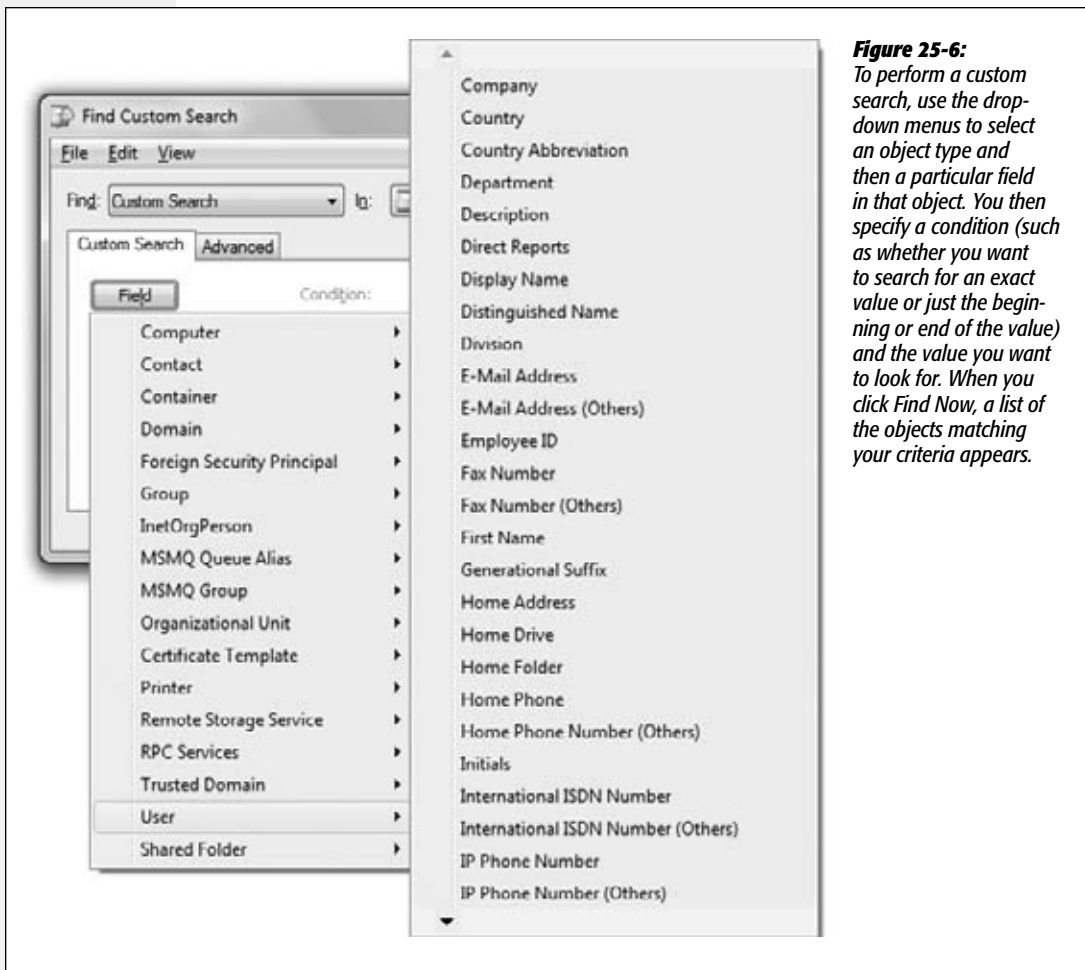 Find Custom Search
File Edit View
Find: Custom Search In:
Custom Search Advanced
Field Condition:
Computer
Contact
Container
Domain
Foreign Security Principal
Group
InetOrgPerson
MSMQ Queue Alias
MSMQ Group
Organizational Unit
Certificate Template
Printer
Remote Storage Service
RPC Services
Trusted Domain
User
Shared Folder
Company
Country
Country Abbreviation
Department
Description
Direct Reports
Display Name
Distinguished Name
Division
E-Mail Address
E-Mail Address (Others)
Employee ID
Fax Number
Fax Number (Others)
First Name
Generational Suffix
Home Address
Home Drive
Home Folder
Home Phone
Home Phone Number (Others)
Initials
International ISDN Number
International ISDN Number (Others)
IP Phone Number
IP Phone Number (Others)
Figure 25-6:
To perform a custom
search, use the drop-
down menus to select
an object type and
then a particular field
in that object. You then
specify a condition (such
as whether you want
to search for an exact
value or just the begin-
ning or end of the value)
and the value you want
to look for. When you
click Find Now, a list of
the objects matching
your criteria appears.